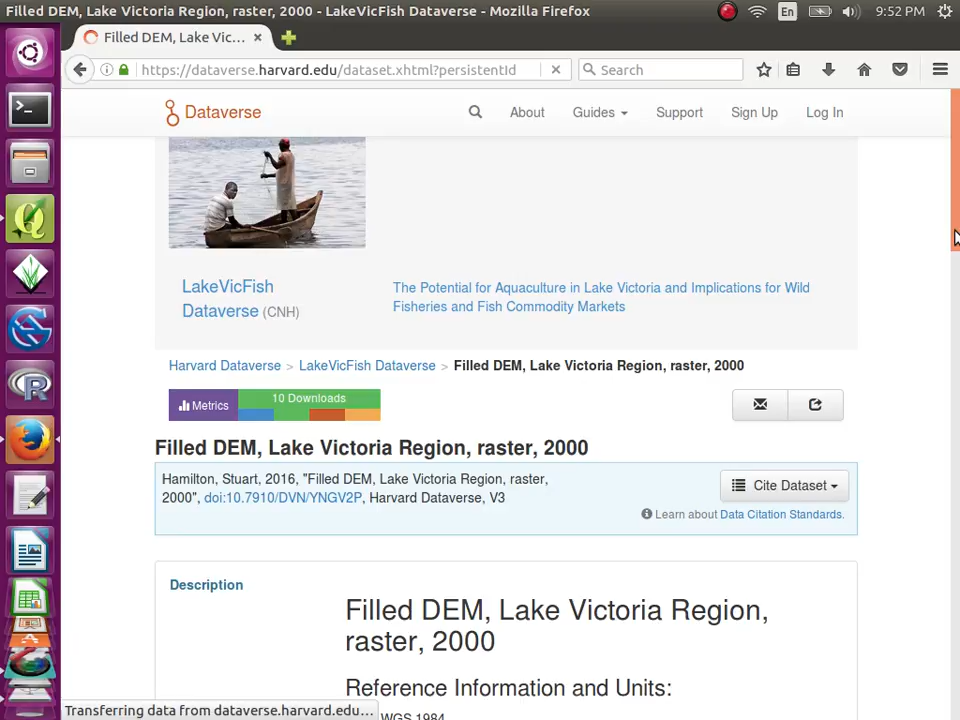 Filled DEM, Lake Victoria Region, raster, 2000 - LakeVicFish Dataverse - Mozilla Firefox
En
9:52 PM
Filled DEM, Lake Vic...
https://dataverse.harvard.edu/dataset.xhtml?persistentId
Search
Dataverse
About
Guides
Support
Sign Up
Log In
LakeVicFish
Dataverse (CNH)
The Potential for Aquaculture in Lake Victoria and Implications for Wild
Fisheries and Fish Commodity Markets
Harvard Dataverse > LakeVicFish Dataverse > Filled DEM, Lake Victoria Region, raster, 2000
Metrics
10 Downloads
Filled DEM, Lake Victoria Region, raster, 2000
Hamilton, Stuart, 2016, "Filled DEM, Lake Victoria Region, raster,
2000", doi:10.7910/DVN/YNGV2P, Harvard Dataverse, V3
Cite Dataset
Learn about Data Citation Standards.
Description
Filled DEM, Lake Victoria Region,
raster, 2000
Reference Information and Units:
WGS 1984
Transferring data from dataverse.harvard.edu...